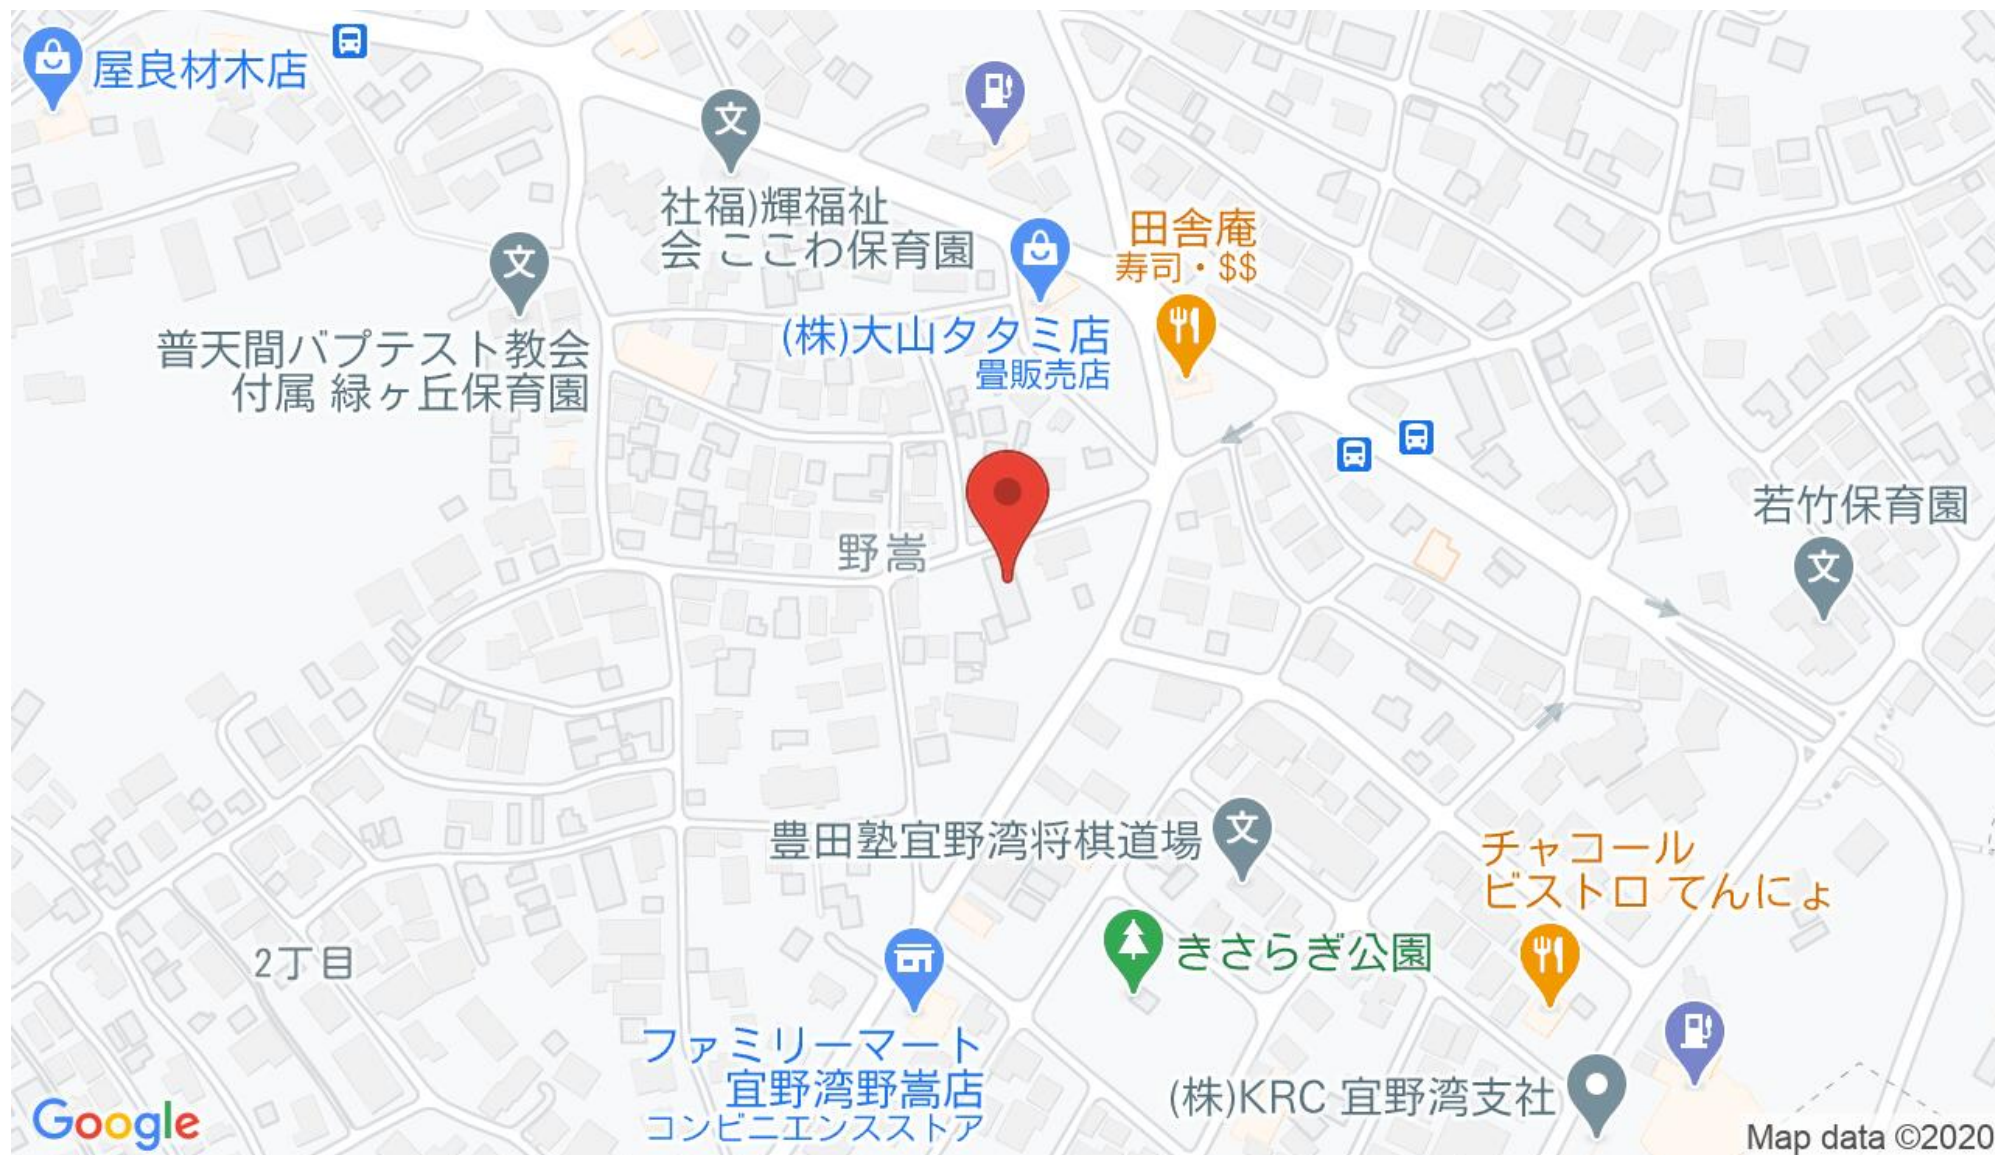 屋良材木店
文
社福)輝福祉
会 ここわ保育園
田舎庵
寿司・$$
文
普天間バプテスト教会
付属 緑ヶ丘保育園
(株)大山タタミ店
畳販売店
野嵩
若竹保育園
文
豊田塾宜野湾将棋道場
文
チャコール
ビストロ てんにょ
きさらぎ公園
2丁目
ファミリーマート
宜野湾野嵩店
コンビニエンスストア
(株)KRC 宜野湾支社
Google
Map data ©2020